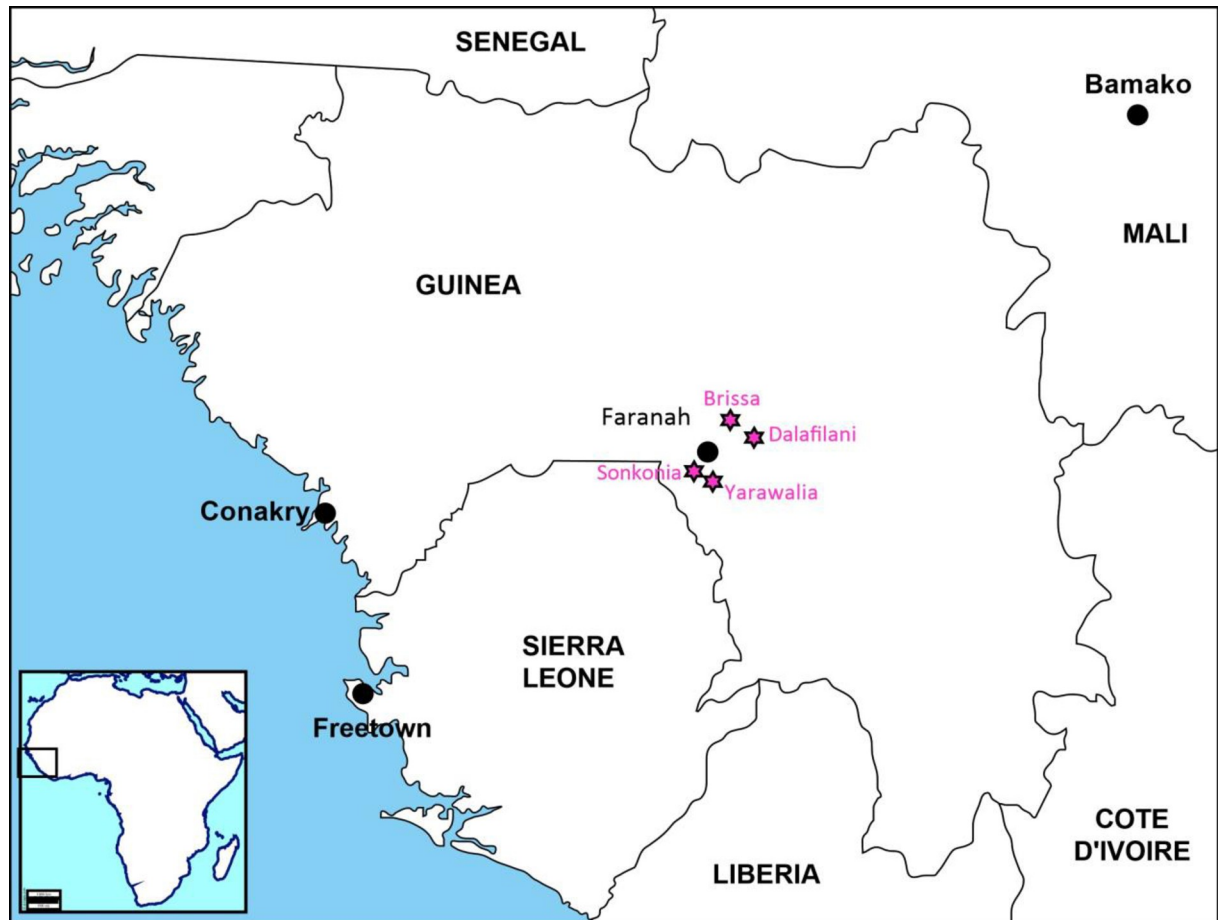 SENEGAL
Bamako
MALI
GUINEA
Brissa
Faranah
Dalafilani
Sonkonia
Yarawalia
Conakry
SIERRA
LEONE
Freetown
COTE
D'IVOIRE
LIBERIA